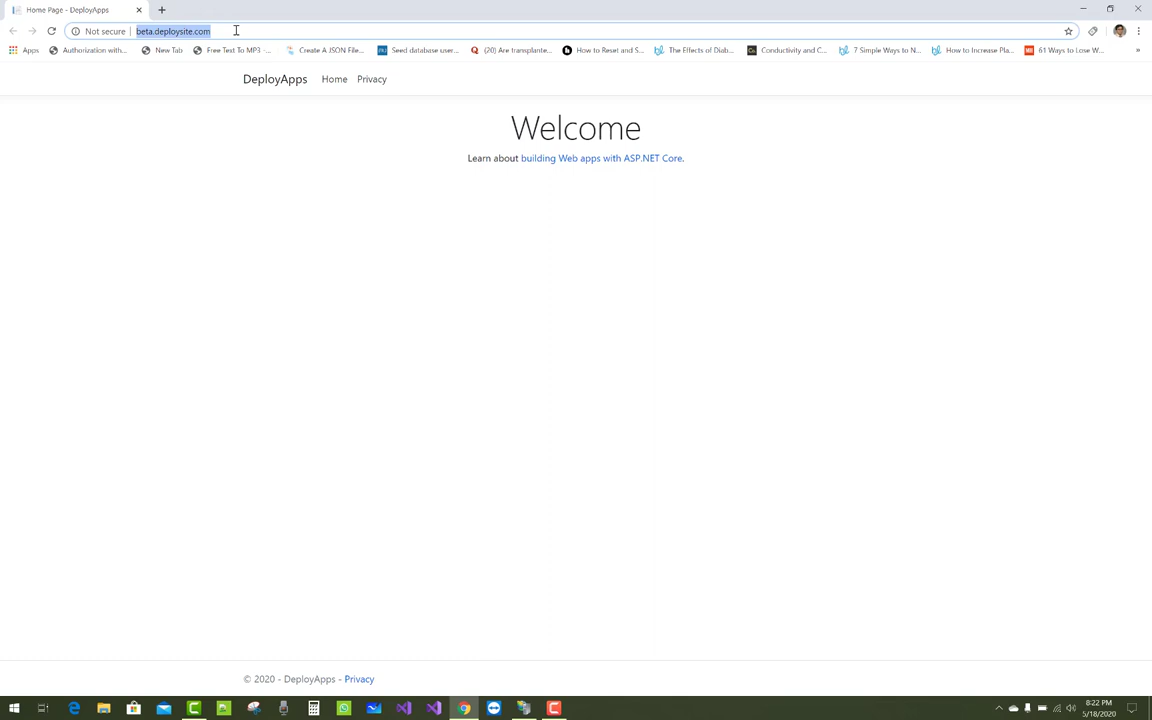 Home Page - DeployApps
Not secure | beta.deploysite.com
Apps Authorization with... New Tab Free Text To MP3 -... Create A JSON File... Seed database user... (20) Are transplante... How to Reset and S... The Effects of Diab... Conductivity and C... 7 Simple Ways to N... How to Increase Pla... 61 Ways to Lose W... »
DeployApps Home Privacy
Welcome
Learn about building Web apps with ASP.NET Core.
© 2020 - DeployApps - Privacy
8:22 PM
5/18/2020